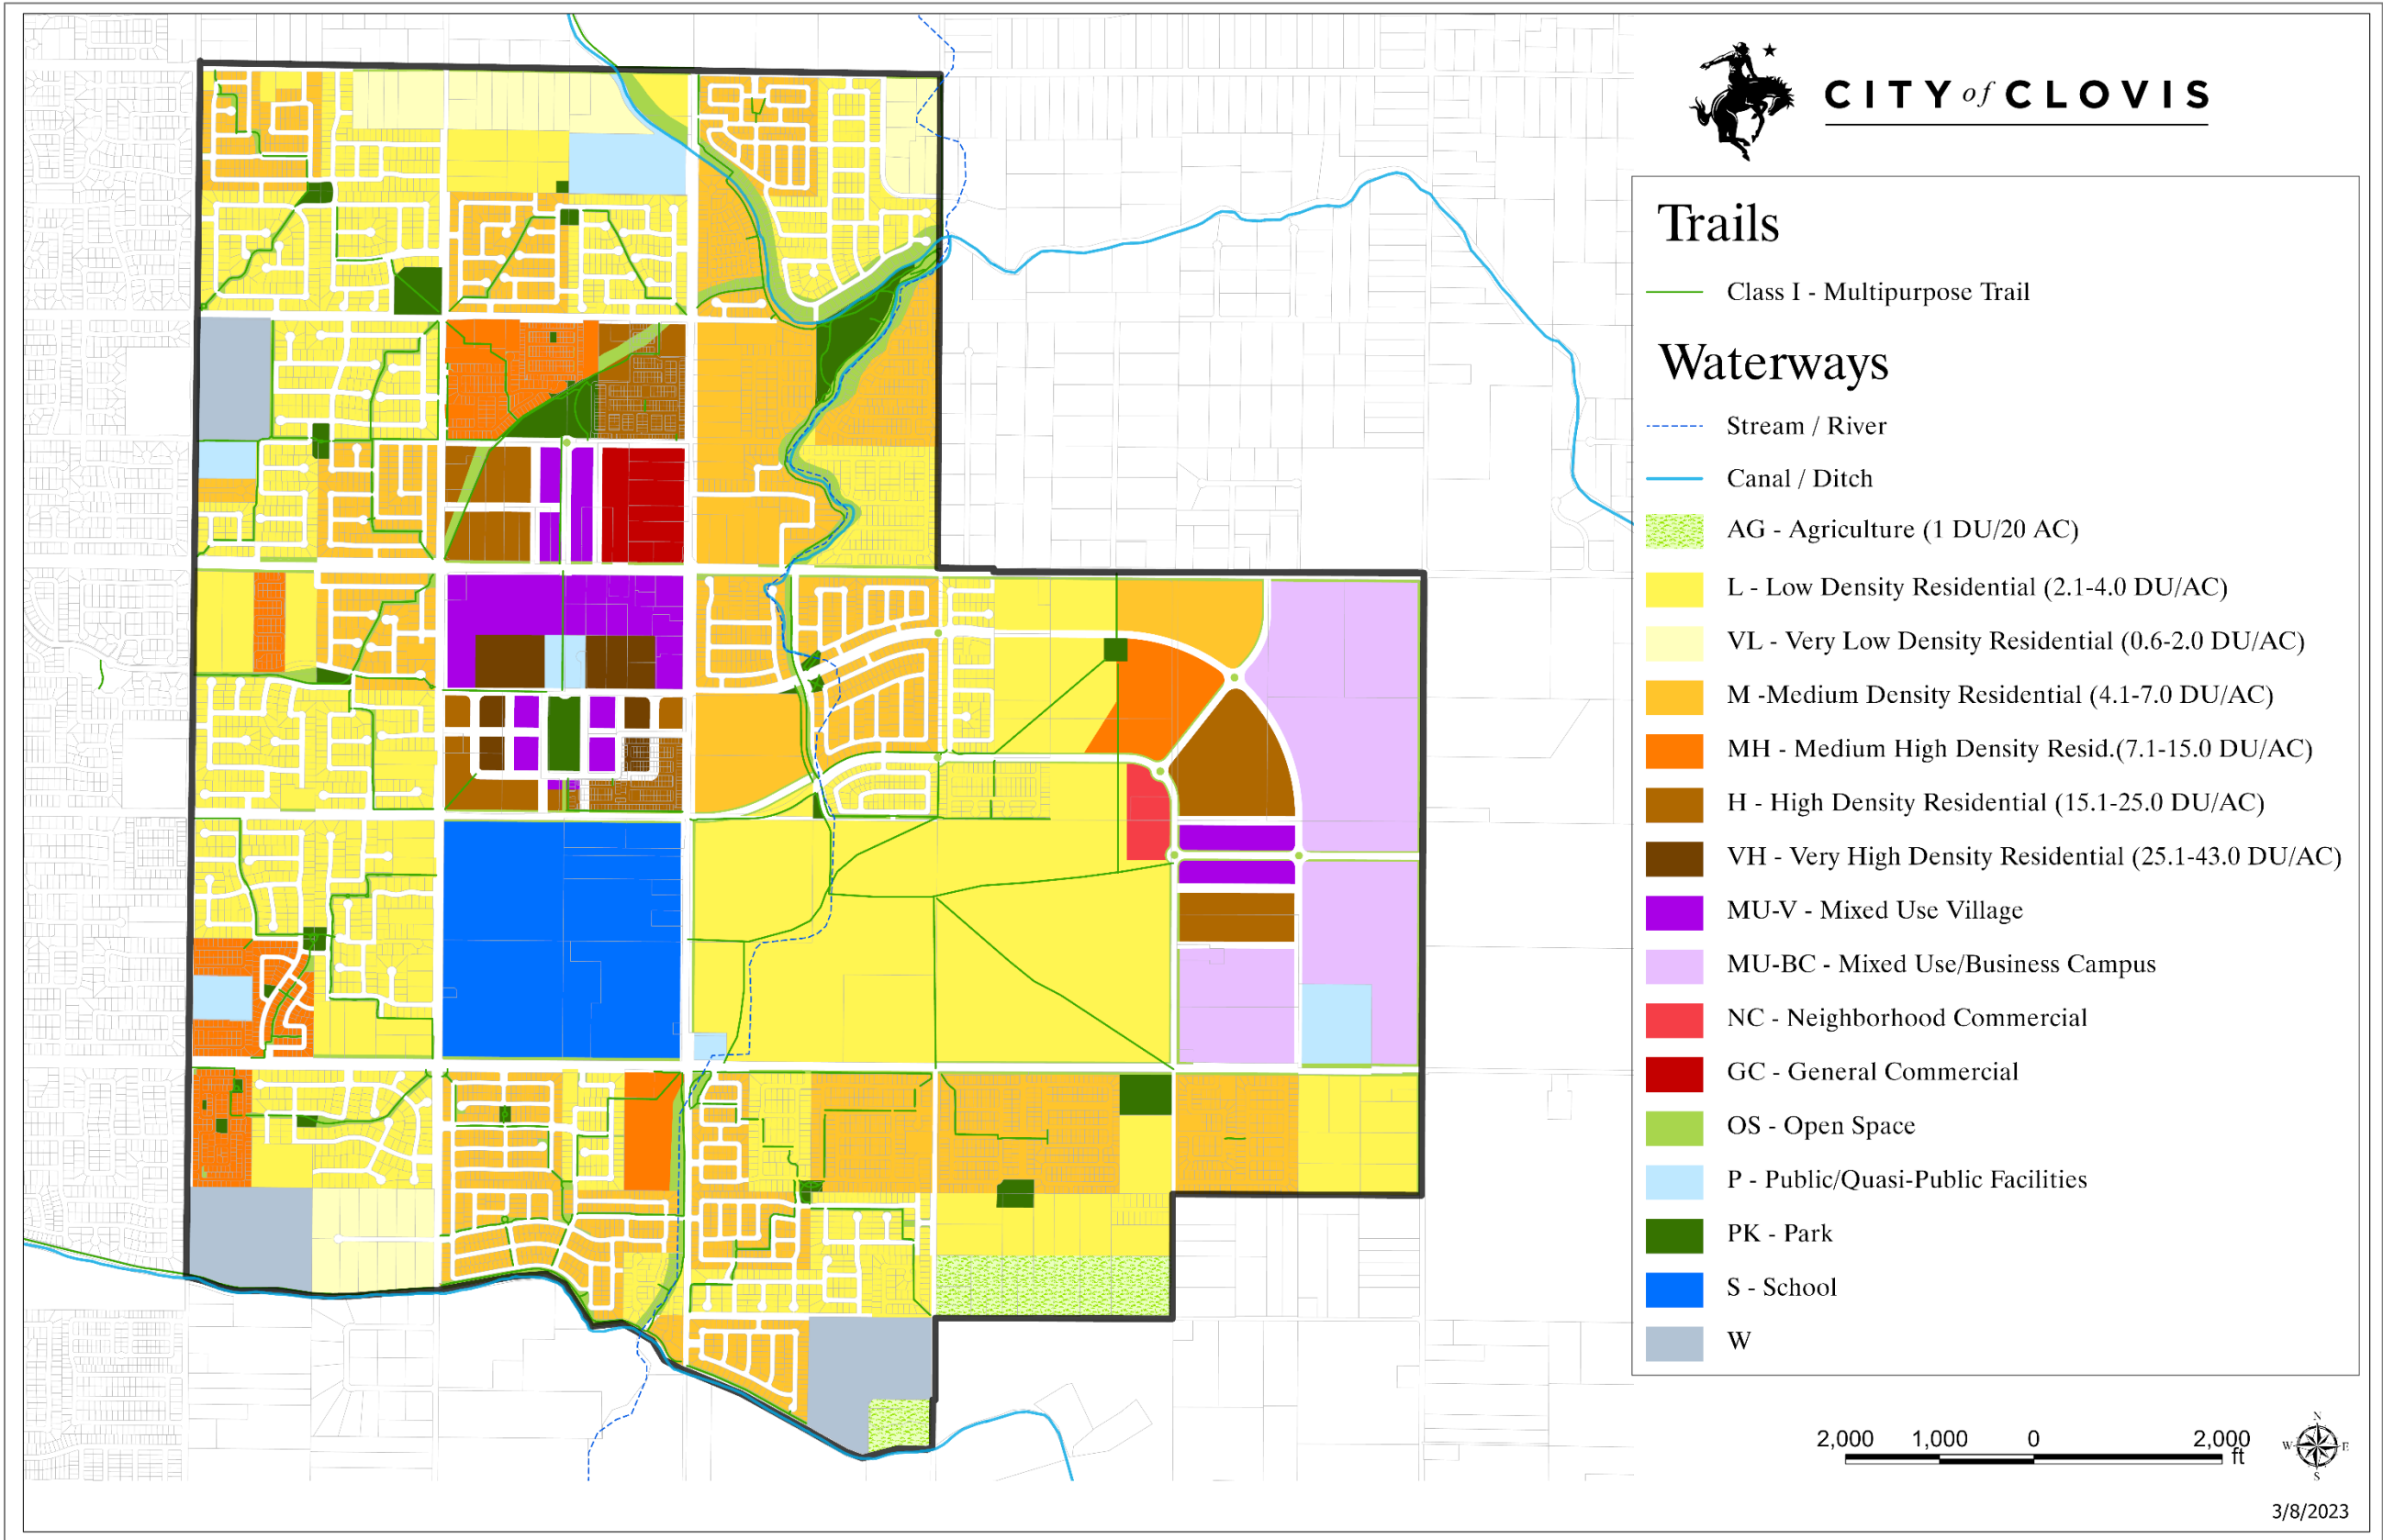 CITY of CLOVIS
Trails
Class I - Multipurpose Trail
Waterways
Stream / River
Canal / Ditch
AG - Agriculture (1 DU/20 AC)
L - Low Density Residential (2.1-4.0 DU/AC)
VL - Very Low Density Residential (0.6-2.0 DU/AC)
M -Medium Density Residential (4.1-7.0 DU/AC)
MH - Medium High Density Resid.(7.1-15.0 DU/AC)
H - High Density Residential (15.1-25.0 DU/AC)
VH - Very High Density Residential (25.1-43.0 DU/AC)
MU-V - Mixed Use Village
MU-BC - Mixed Use/Business Campus
NC - Neighborhood Commercial
GC - General Commercial
OS - Open Space
P - Public/Quasi-Public Facilities
PK - Park
S - School
W
2,000 1,000 0 2,000
ft
N
W E
S
3/8/2023